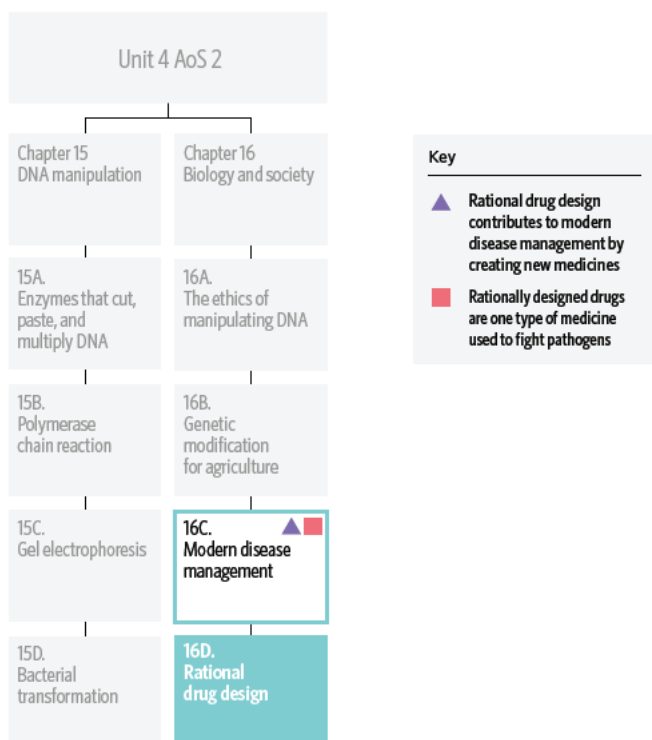 Unit 4 AoS 2
Chapter 15
DNA manipulation
Chapter 16
Biology and society
Key
Rational drug design
contributes to modern
disease management by
creating new medicines
Rationally designed drugs
are one type of medicine
used to fight pathogens
15A.
Enzymes that cut,
paste, and
multiply DNA
16A.
The ethics of
manipulating DNA
15B.
Polymerase
chain reaction
16B.
Genetic
modification
for agriculture
15C.
Gel electrophoresis
16C.
Modern disease
management
15D.
Bacterial
transformation
16D.
Rational
drug design